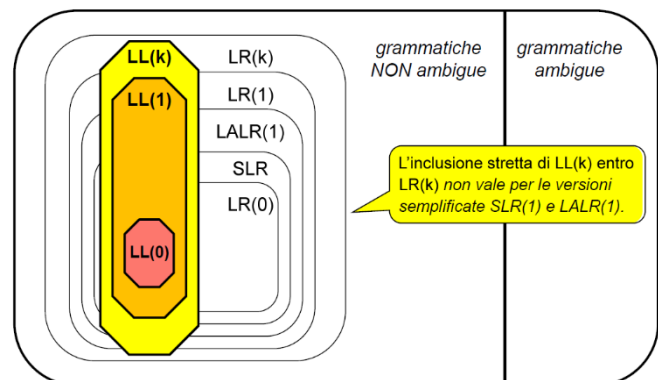 grammatiche
NON ambigue
grammatiche
ambigue
LL(k)
LR(k)
LL(1)
LR(1)
LALR(1)
SLR
LR(0)
LL(0)
L'inclusione stretta di LL(k) entro
LR(k) non vale per le versioni
semplificate SLR(1) e LALR(1).